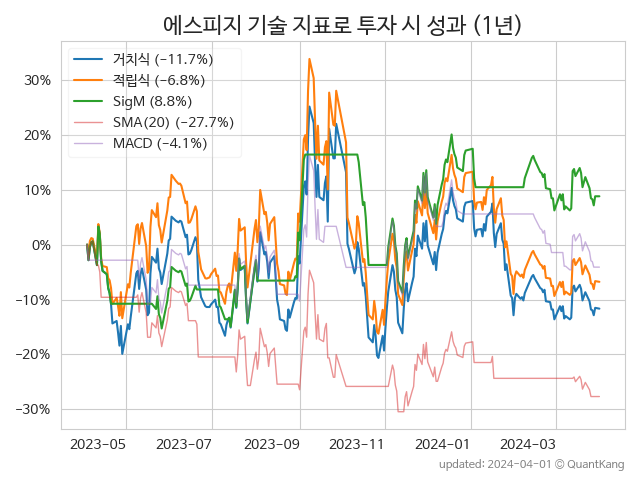 에스피지 기술 지표로 투자 시 성과 (1년)
거치식 (−11.7%)
적립식 (−6.8%)
SigM (8.8%)
SMA(20) (−27.7%)
MACD (−4.1%)
30%
20%
10%
0%
−10%
−20%
−30%
2023−05 2023−07 2023−09 2023−11 2024−01 2024−03
updated: 2024−04−01 © QuantKang